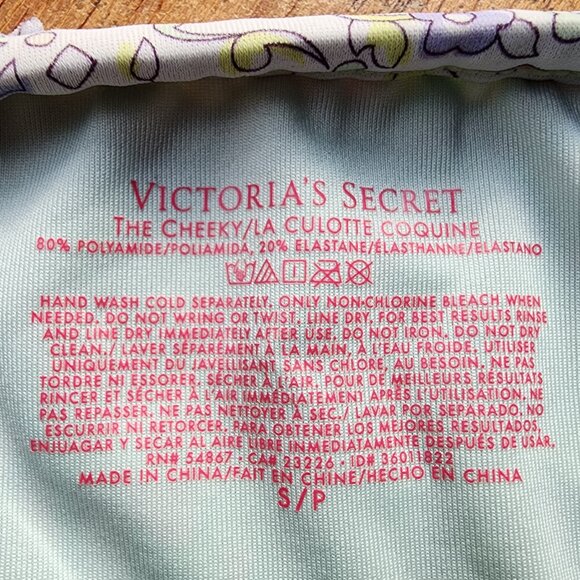 VICTORIA'S SECRET
THE CHEEKY/LA CULOTTE COQUINE
80% POLYAMIDE/POLIAMIDA, 20% ELASTANE/ÉLASTHANNE/ELASTANO
HAND WASH COLD SEPARATELY. ONLY NON-CHLORINE BLEACH WHEN
NEEDED. DO NOT WRING OR TWIST. LINE DRY. FOR BEST RESULTS RINSE
AND LINE DRY IMMEDIATELY AFTER USE. DO NOT IRON. DO NOT DRY
CLEAN./ LAVER SÉPARÉMENT À LA MAIN, À L'EAU FROIDE. UTILISER
UNIQUEMENT DU JAVELLISANT SANS CHLORE, AU BESOIN. NE PAS
TORDRE NI ESSORER. SÉCHER À L'AIR. POUR DE MEILLEURS RÉSULTATS
RINCER ET SÉCHER À L'AIR IMMÉDIATEMENT APRÈS L'UTILISATION. NE
PAS REPASSER. NE PAS NETTOYER À SEC./ LAVAR POR SEPARADO. NO
ESCURRIR NI RETORCER. PARA OBTENER LOS MEJORES RESULTADOS,
ENJUAGAR Y SECAR AL AIRE LIBRE INMEDIATAMENTE DESPUÉS DE USAR.
RN# 54867 • CA# 23226 • ID# 36011822
MADE IN CHINA/FAIT EN CHINE/HECHO EN CHINA
S/P